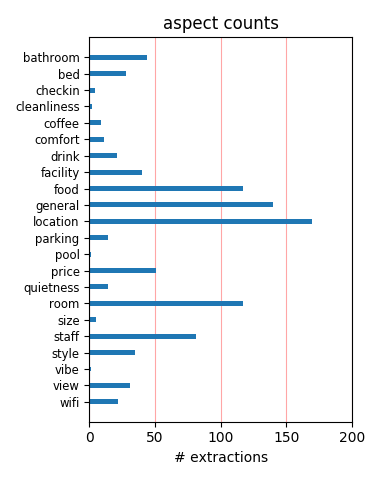 aspect counts
bathroom
bed
checkin
cleanliness
coffee
comfort
drink
facility
food
general
location
parking
pool
price
quietness
room
size
staff
style
vibe
view
wifi
0 50 100 150 200
# extractions